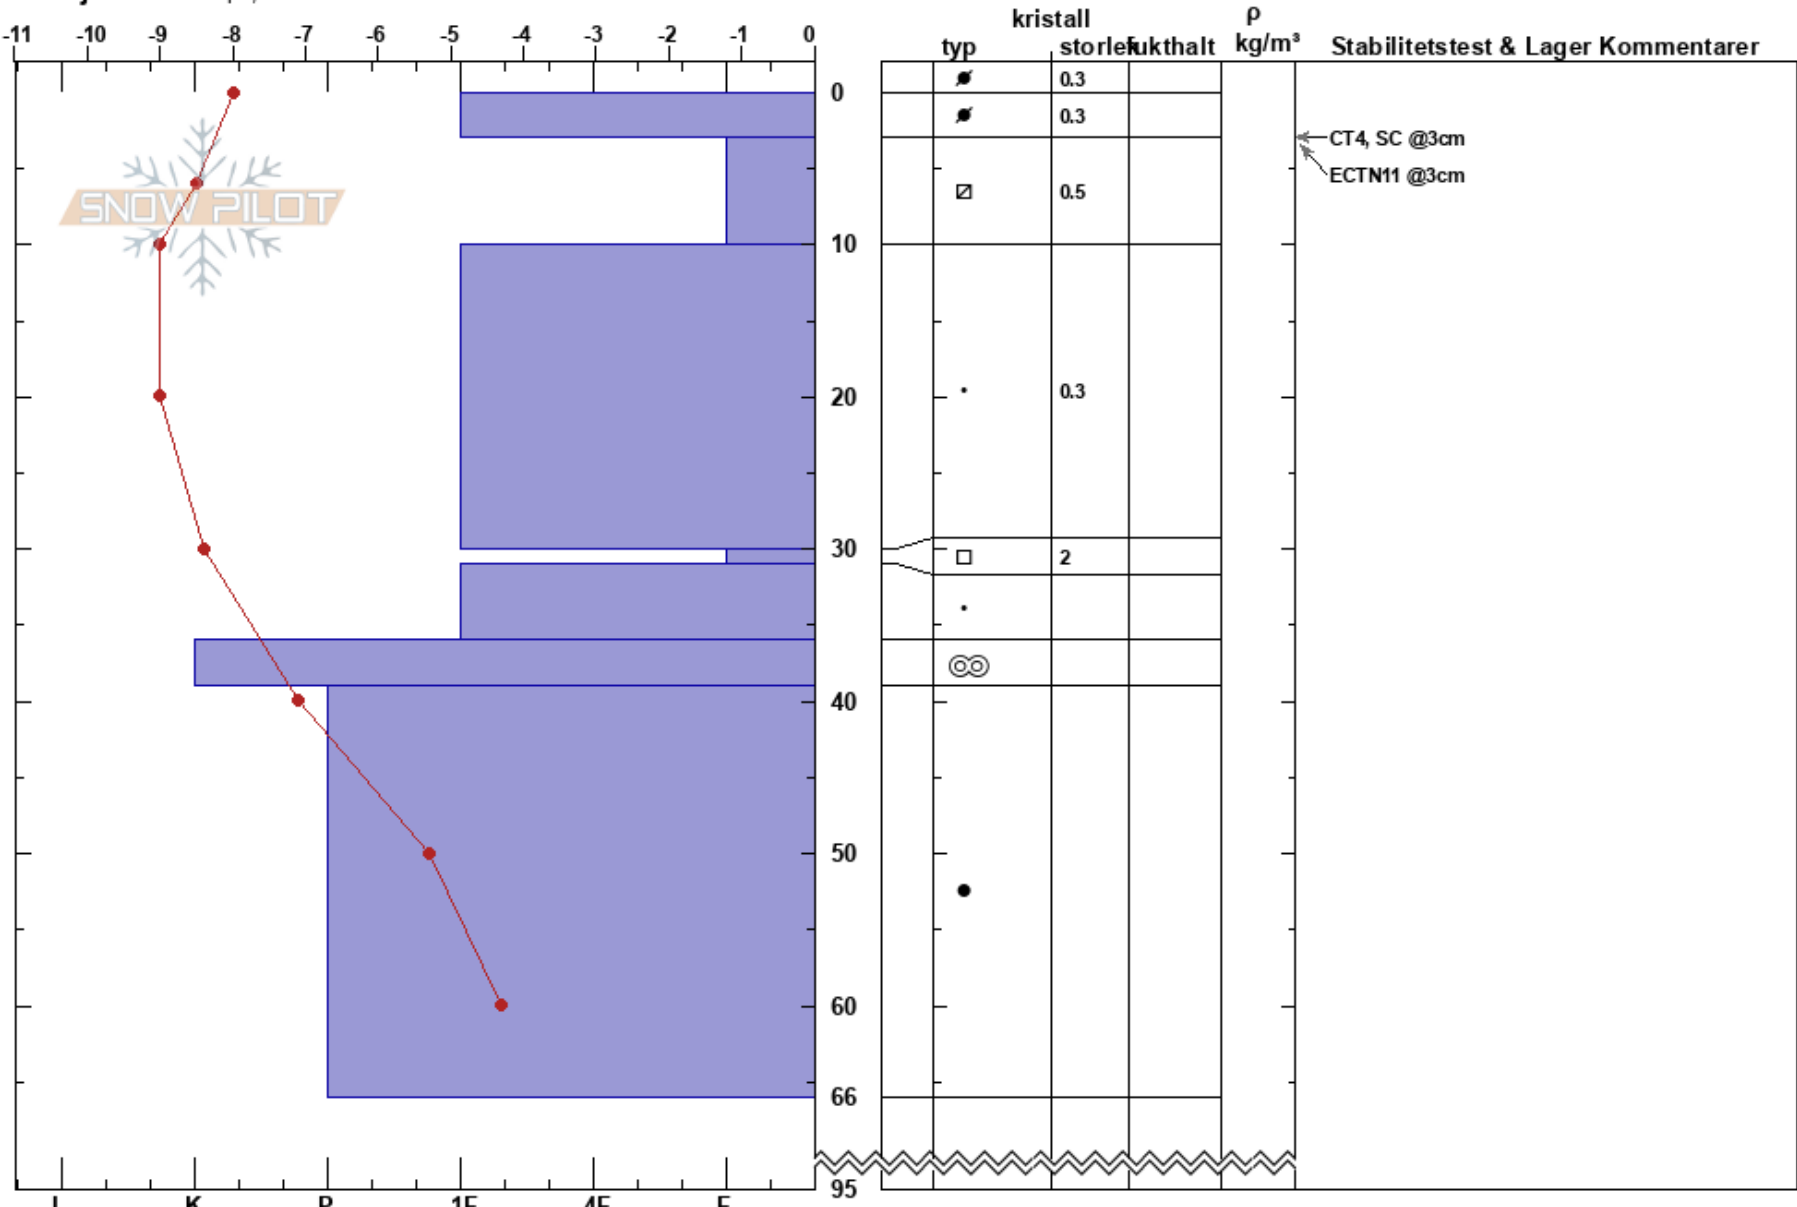 kristall ρ
-11 -10 -9 -8 -7 -6 -5 -4 -3 -2 -1 0 typ storlek fukthalt kg/m³ Stabilitetstest & Lager Kommentarer
0.3
0
0.3
CT4, SC @3cm
ECTN11 @3cm
0.5
SNOW PILOT
10
20 0.3
30 2
40
50
60
66
95
K P 1F 4F F